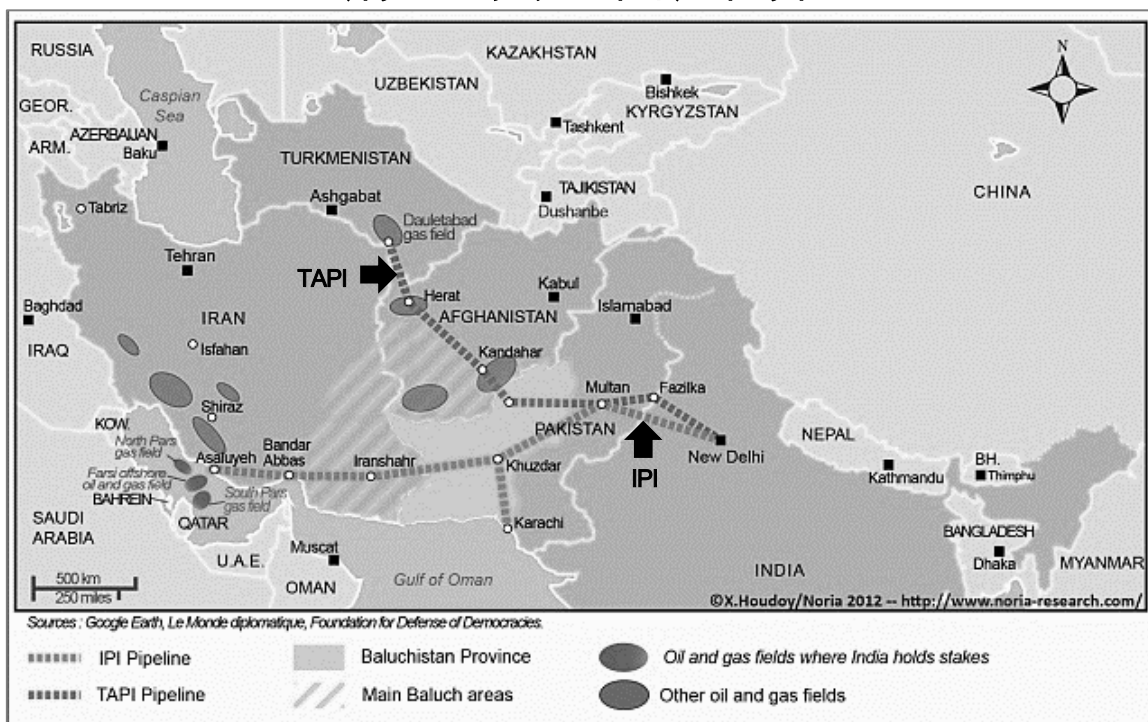 RUSSIA
KAZAKHSTAN
UZBEKISTAN
Caspian
Sea
GEOR.
AZERBAIJAN
Baku
ARM.
Bishkek
KYRGYZSTAN
Tashkent
N
TURKMENISTAN
TAJIKISTAN
Dushanbe
CHINA
Ashgabat
Tabriz
Dauletabad
gas field
Tehran
TAPI
Herat
Kabul
Islamabad
AFGHANISTAN
Baghdad
IRAN
IRAQ
Isfahan
Kandahar
Multan
Fazilka
Shiraz
KOW.
PAKISTAN
NEPAL
North Pars
gas field
Asaluyeh
Bandar
Abbas
Iranshahr
Khuzdar
IPI
New Delhi
Kathmandu
BH.
Thimphu
Farsi offshore
oil and gas field
South Pars
gas field
BAHREIN
QATAR
SAUDI
ARABIA
Karachi
BANGLADESH
Dhaka
MYANMAR
U.A.E.
Muscat
OMAN
Gulf of Oman
INDIA
500 km
250 miles
©X.Houdoy/Noria 2012 -- http://www.noria-research.com/
Sources : Google Earth, Le Monde diplomatique, Foundation for Defense of Democracies.
IPI Pipeline
Baluchistan Province
Oil and gas fields where India holds stakes
TAPI Pipeline
Main Baluch areas
Other oil and gas fields